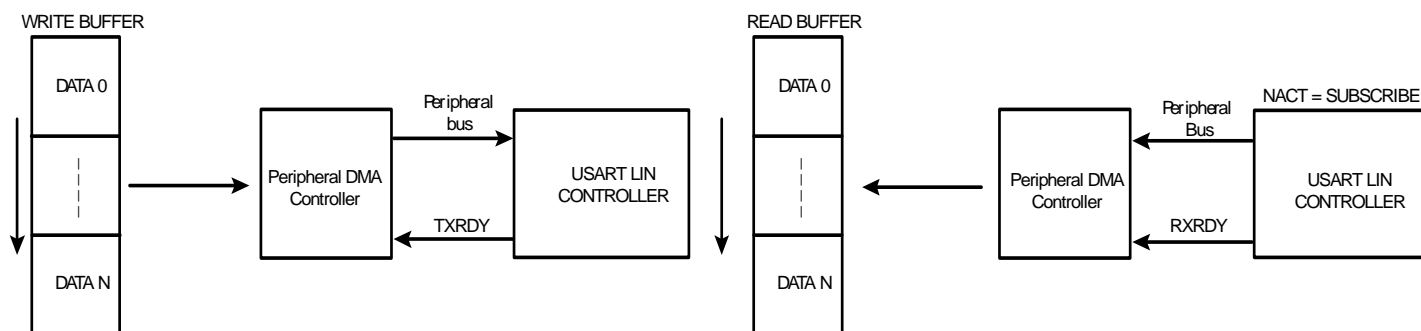 WRITE BUFFER
DATA 0
DATA N
Peripheral DMA
Controller
Peripheral
bus
TXRDY
USART LIN
CONTROLLER
READ BUFFER
DATA 0
DATA N
Peripheral DMA
Controller
Peripheral
Bus
RXRDY
NACT = SUBSCRIBE
USART LIN
CONTROLLER